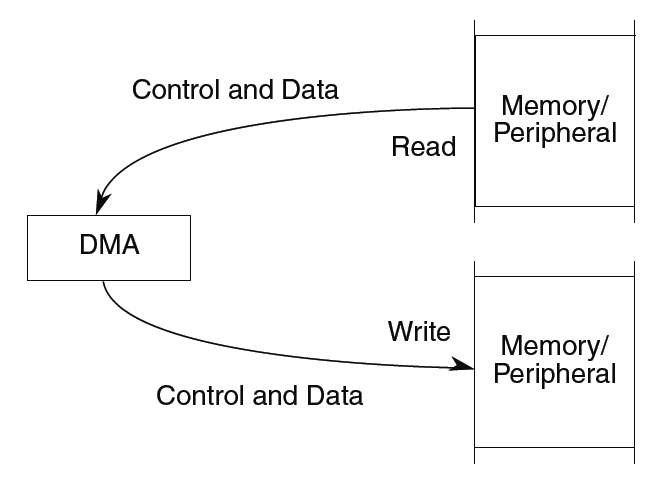 Control and Data
Memory/
Peripheral
Read
DMA
Write
Memory/
Peripheral
Control and Data